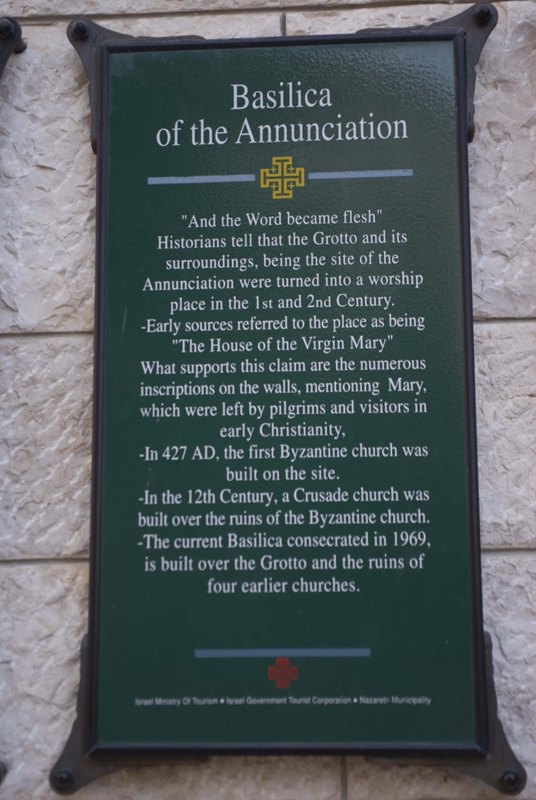 Basilica
of the Annunciation
"And the Word became flesh"
Historians tell that the Grotto and its
surroundings, being the site of the
Annunciation were turned into a worship
place in the 1st and 2nd Century.
-Early sources referred to the place as being
"The House of the Virgin Mary"
What supports this claim are the numerous
inscriptions on the walls, mentioning Mary,
which were left by pilgrims and visitors in
early Christianity,
-In 427 AD, the first Byzantine church was
built on the site.
-In the 12th Century, a Crusade church was
built over the ruins of the Byzantine church.
-The current Basilica consecrated in 1969,
is built over the Grotto and the ruins of
four earlier churches.
Israel Ministry Of Tourism • Israel Government Tourist Corporation • Nazareth Municipality